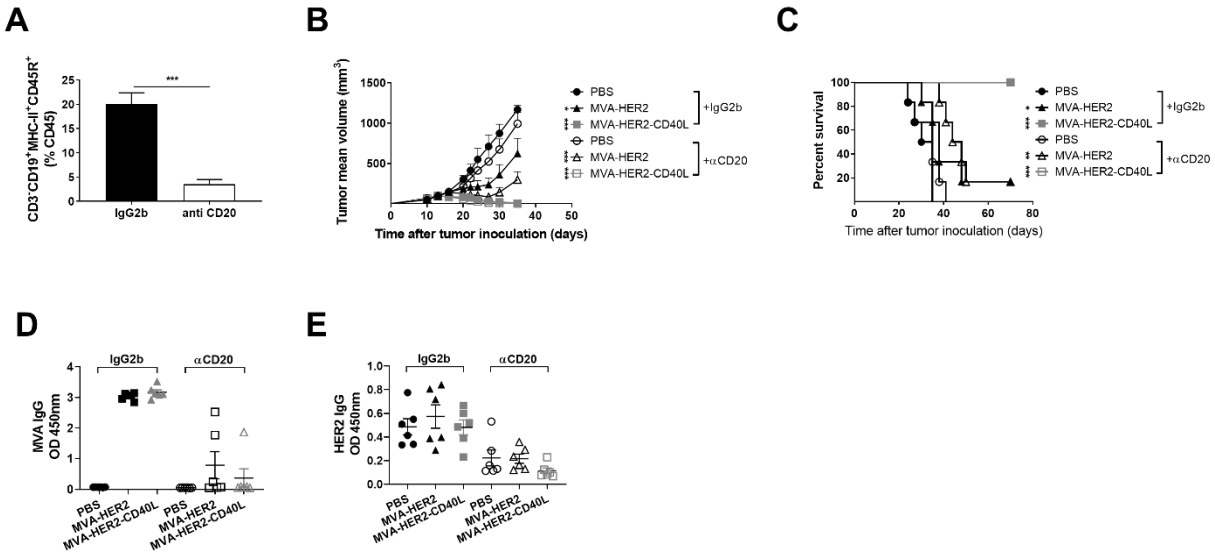 A
CD3-CD19+MHC-II+CD45R+
(% CD45)
25
20
15
10
5
0
***
IgG2b
anti CD20
B
Tumor mean volume (mm3)
1500
1000
500
0
10
20
30
40
50
Time after tumor inoculation (days)
PBS
* MVA-HER2
*** MVA-HER2-CD40L
+IgG2b
PBS
** MVA-HER2
*** MVA-HER2-CD40L
+αCD20
C
Percent survival
100
80
60
40
20
0
20
40
60
80
Time after tumor inoculation (days)
PBS
* MVA-HER2
*** MVA-HER2-CD40L
+IgG2b
PBS
** MVA-HER2
*** MVA-HER2-CD40L
+αCD20
D
MVA IgG
OD 450nm
4
3
2
1
0
IgG2b
αCD20
PBS
MVA-HER2
MVA-HER2-CD40L
PBS
MVA-HER2
MVA-HER2-CD40L
E
HER2 IgG
OD 450nm
1.0
0.8
0.6
0.4
0.2
0.0
IgG2b
αCD20
PBS
MVA-HER2
MVA-HER2-CD40L
PBS
MVA-HER2
MVA-HER2-CD40L